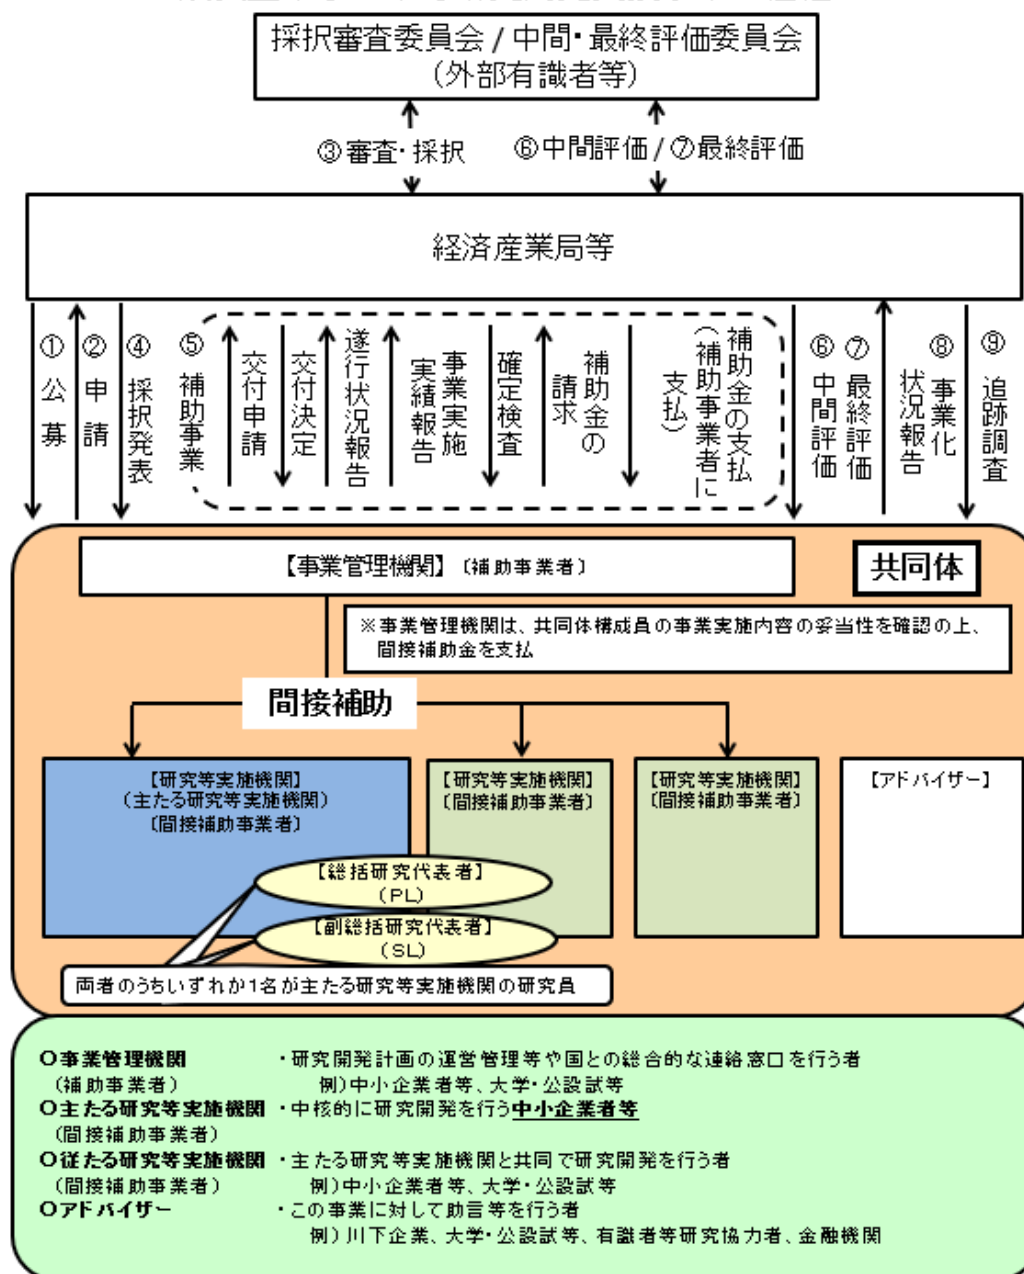 採択審査委員会 / 中間・最終評価委員会
(外部有識者等)
③審査・採択
⑥中間評価 / ⑦最終評価
経済産業局等
① 公募
② 申請
④ 採択発表
⑤ 補助事業
交付申請
交付決定
遂行状況報告
事業実施
実績報告
確定検査
補助金の
請求
補助金の支払
(補助事業者に
支払)
⑥ 中間評価
⑦ 最終評価
⑧ 事業化
状況報告
⑨ 追跡調査
【事業管理機関】(補助事業者)
共同体
※事業管理機関は、共同体構成員の事業実施内容の妥当性を確認の上、
間接補助金を支払
間接補助
【研究等実施機関】
(主たる研究等実施機関)
(間接補助事業者)
【研究等実施機関】
(間接補助事業者)
【研究等実施機関】
(間接補助事業者)
【アドバイザー】
【総括研究代表者】
(PL)
【副総括研究代表者】
(SL)
両者のうちいずれか1名が主たる研究等実施機関の研究員
○事業管理機関 ・研究開発計画の運営管理等や国との総合的な連絡窓口を行う者
(補助事業者) 例)中小企業者等、大学・公設試等
○主たる研究等実施機関 ・中核的に研究開発を行う中小企業者等
(間接補助事業者)
○従たる研究等実施機関 ・主たる研究等実施機関と共同で研究開発を行う者
(間接補助事業者) 例)中小企業者等、大学・公設試等
○アドバイザー ・この事業に対して助言等を行う者
例)川下企業、大学・公設試等、有識者等研究協力者、金融機関